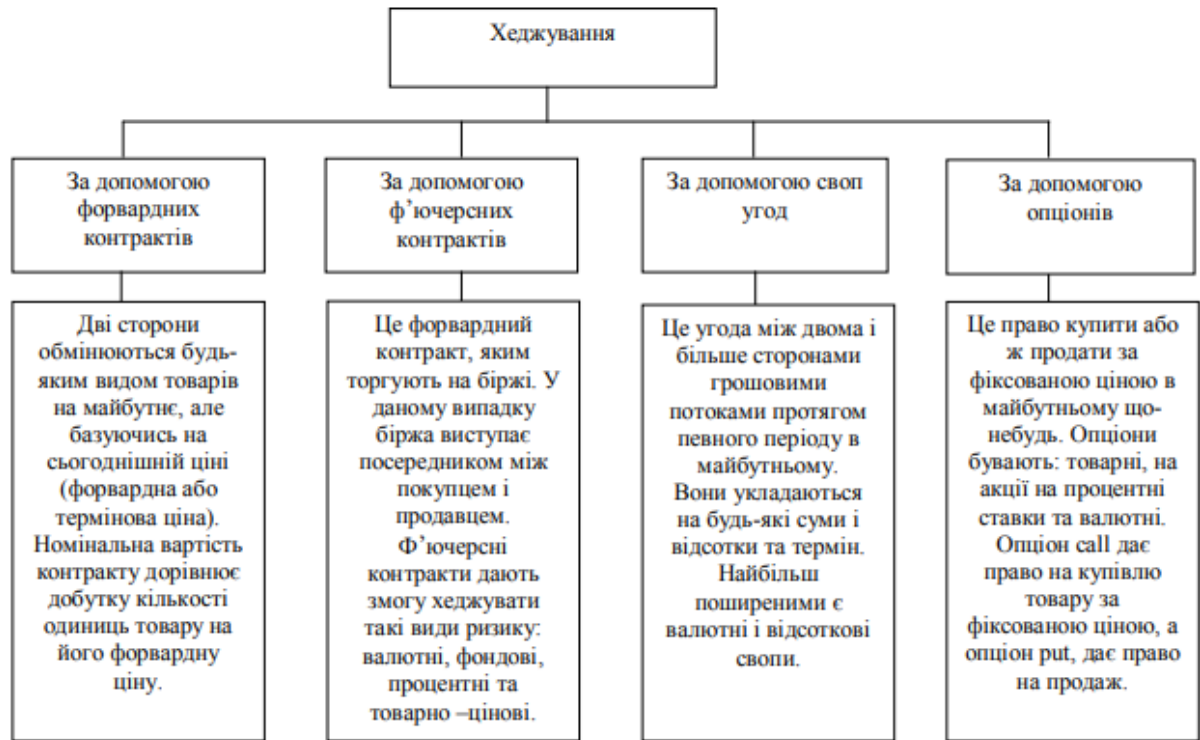 Хеджування
За допомогою
форвардних
контрактів
За допомогою
ф’ючерсних
контрактів
За допомогою своп
угод
За допомогою
опціонів
Дві сторони
обмінюються будь-
яким видом товарів
на майбутнє, але
базуючись на
сьогоднішній ціні
(форвардна або
термінова ціна).
Номінальна вартість
контракту дорівнює
добутку кількості
одиниць товару на
його форвардну
ціну.
Це форвардний
контракт, яким
торгують на біржі. У
даному випадку
біржа виступає
посередником між
покупцем і
продавцем.
Ф’ючерсні
контракти дають
змогу хеджувати
такі види ризику:
валютні, фондові,
процентні та
товарно –цінові.
Це угода між двома і
більше сторонами
грошовими
потоками протягом
певного періоду в
майбутньому.
Вони укладаються
на будь-які суми і
відсотки та термін.
Найбільш
поширеними є
валютні і відсоткові
свопи.
Це право купити або
ж продати за
фіксованою ціною в
майбутньому що-
небудь. Опціони
бувають: товарні, на
акції на процентні
ставки та валютні.
Опціон call дає
право на купівлю
товару за
фіксованою ціною, а
опціон put, дає право
на продаж.